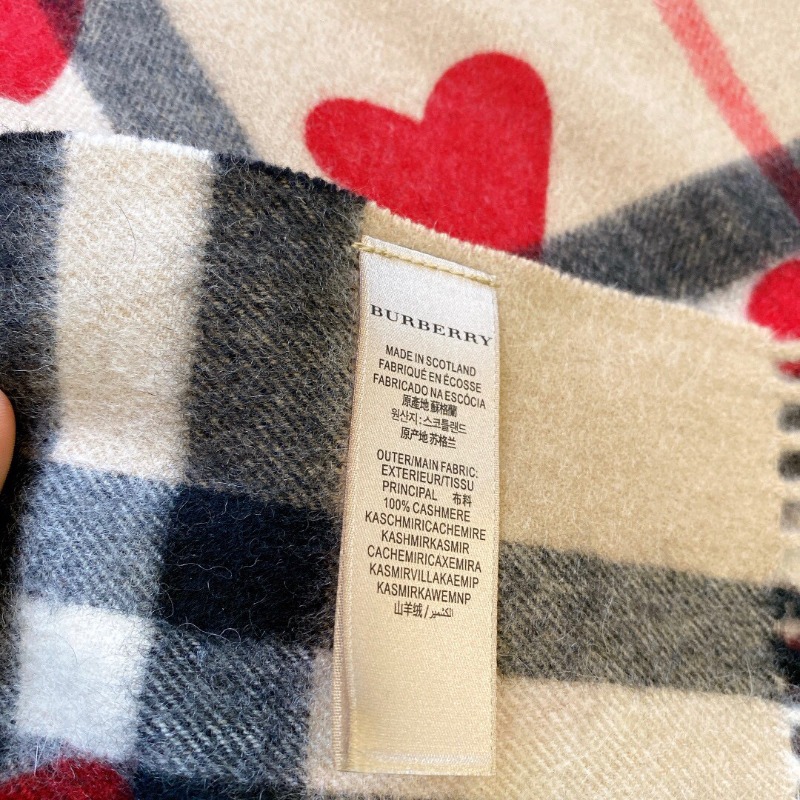 BURBERRY
MADE IN SCOTLAND
FABRIQUÉ EN ÉCOSSE
FABRICADO NA ESCÓCIA
原產地 蘇格蘭
원산지 : 스코틀랜드
原产地 苏格兰
OUTER/MAIN FABRIC:
EXTERIEUR/TISSU
PRINCIPAL 布料
100% CASHMERE
KASCHMIRICACHEMIRE
KASHMIRKASMIR
CACHEMIRICAXEMIRA
KASMIRVILLAKAEMIP
KASMIRKAWEMNP
山羊绒 / الكشمير